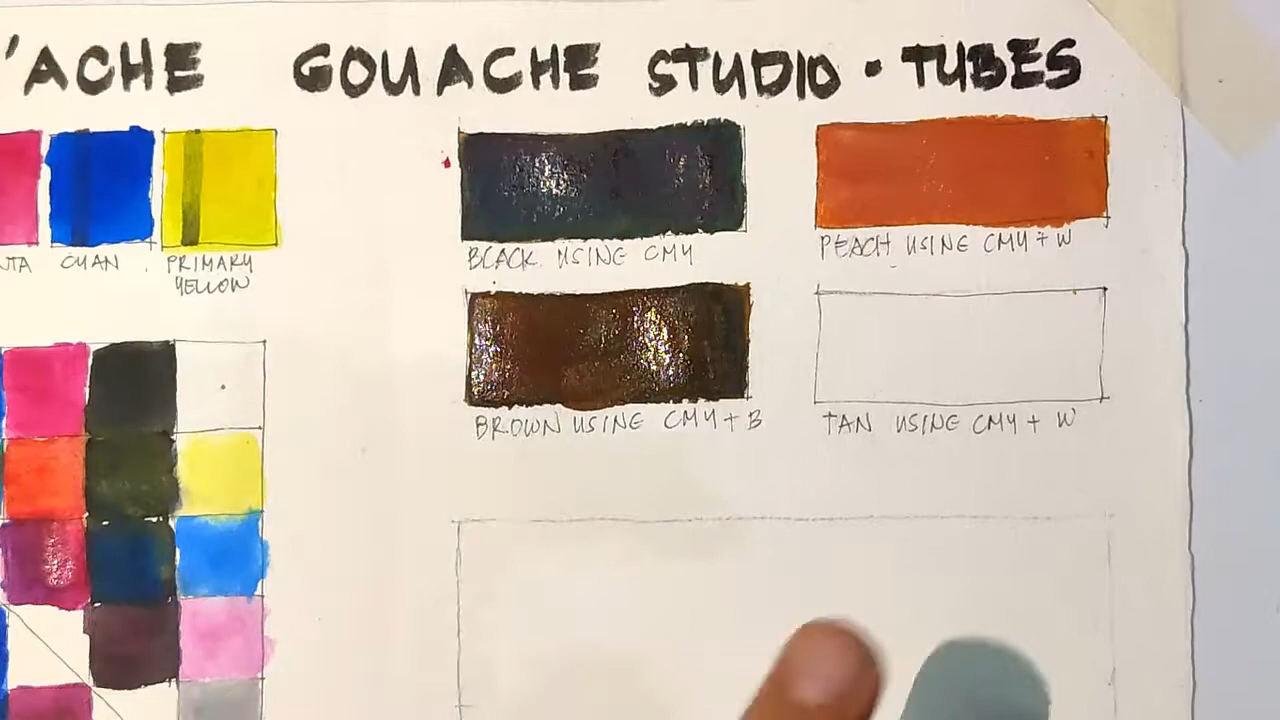 'ACHE GOUACHE STUDIO · TUBES
NTA CYAN PRIMARY
YELLOW
BLACK USING CMY
PEACH USING CMY + W
BROWN USING CMY + B
TAN USING CMY + W